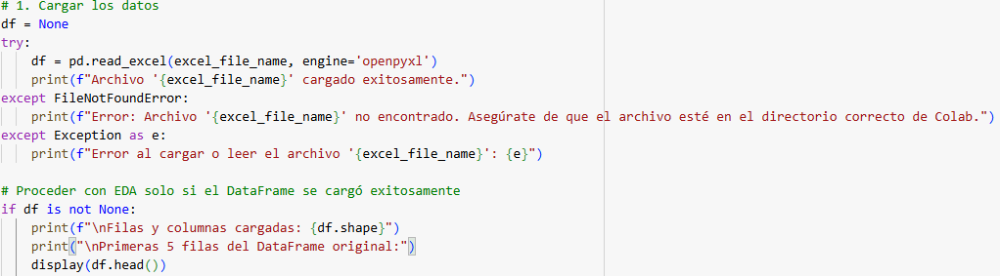 # 1. Cargar los datos
df = None
try:
    df = pd.read_excel(excel_file_name, engine='openpyxl')
    print(f"Archivo '{excel_file_name}' cargado exitosamente.")
except FileNotFoundError:
    print(f"Error: Archivo '{excel_file_name}' no encontrado. Asegúrate de que el archivo esté en el directorio correcto de Colab.")
except Exception as e:
    print(f"Error al cargar o leer el archivo '{excel_file_name}': {e}")

# Proceder con EDA solo si el DataFrame se cargó exitosamente
if df is not None:
    print(f"\nFilas y columnas cargadas: {df.shape}")
    print("\nPrimeras 5 filas del DataFrame original:")
    display(df.head())